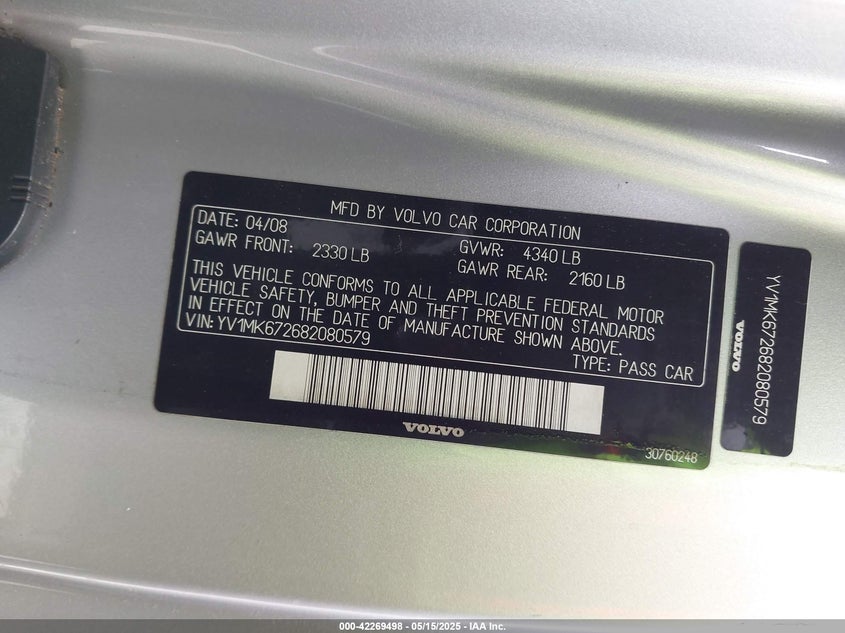 MFD BY VOLVO CAR CORPORATION
DATE: 04/08
GVWR: 4340 LB
GAWR FRONT: 2330 LB
GAWR REAR: 2160 LB
THIS VEHICLE CONFORMS TO ALL APPLICABLE FEDERAL MOTOR
VEHICLE SAFETY, BUMPER AND THEFT PREVENTION STANDARDS
IN EFFECT ON THE DATE OF MANUFACTURE SHOWN ABOVE.
VIN: YV1MK672682080579
TYPE: PASS CAR
VOLVO
30760248
YV1MK672682080579
VOLVO
000-42269498 - 05/15/2025 - IAA Inc.